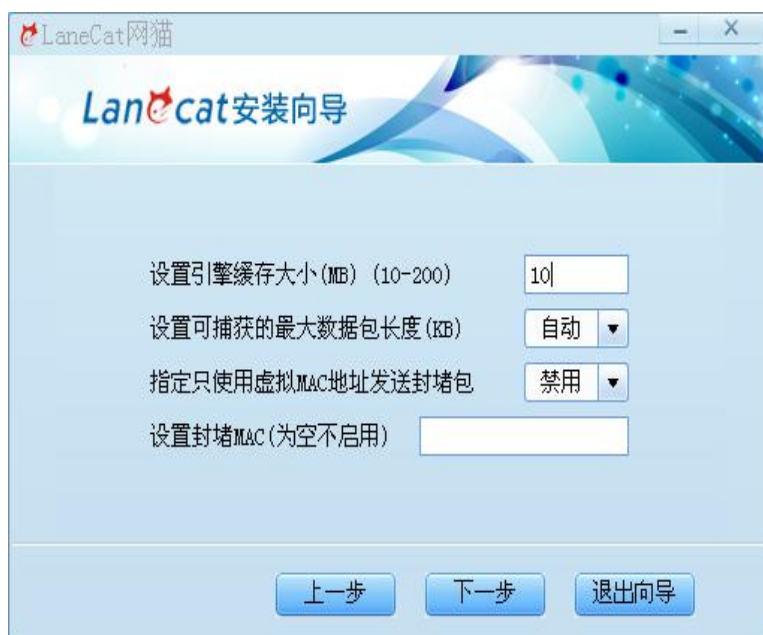 LaneCat网猫
Lanecat安装向导
设置引擎缓存大小(MB) (10-200) 10
设置可捕获的最大数据包长度(KB) 自动
指定只使用虚拟MAC地址发送封堵包 禁用
设置封堵MAC(为空不启用)
上一步 下一步 退出向导